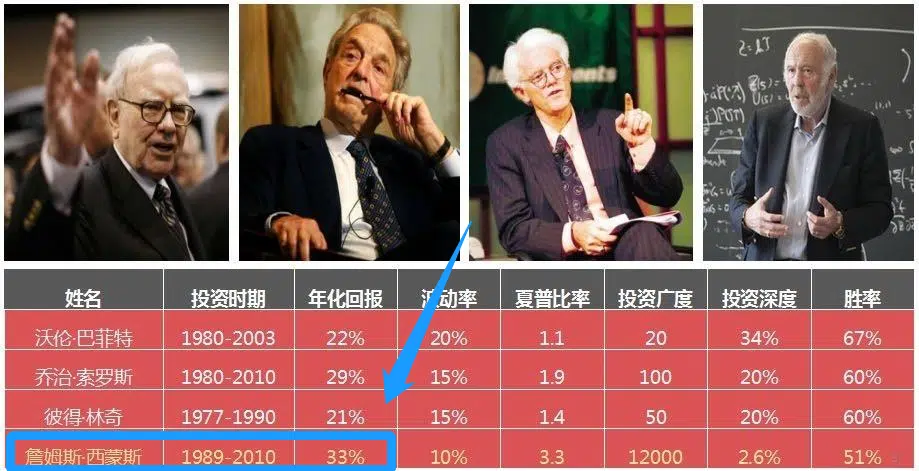 姓名 投资时期 年化回报 波动率 夏普比率 投资广度 投资深度 胜率
沃伦·巴菲特 1980-2003 22% 20% 1.1 20 34% 67%
乔治·索罗斯 1980-2010 29% 15% 1.9 100 20% 60%
彼得·林奇 1977-1990 21% 15% 1.4 50 20% 60%
詹姆斯·西蒙斯 1989-2010 33% 10% 3.3 12000 2.6% 51%